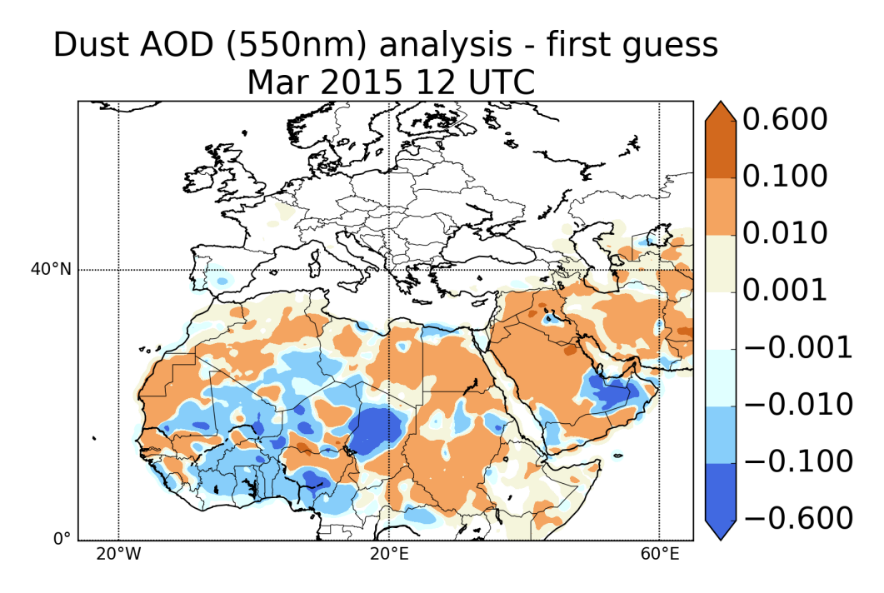 Dust AOD (550nm) analysis - first guess
Mar 2015 12 UTC
0.600
0.100
0.010
0.001
−0.001
−0.010
−0.100
−0.600
40°N
0°
20°W
20°E
60°E